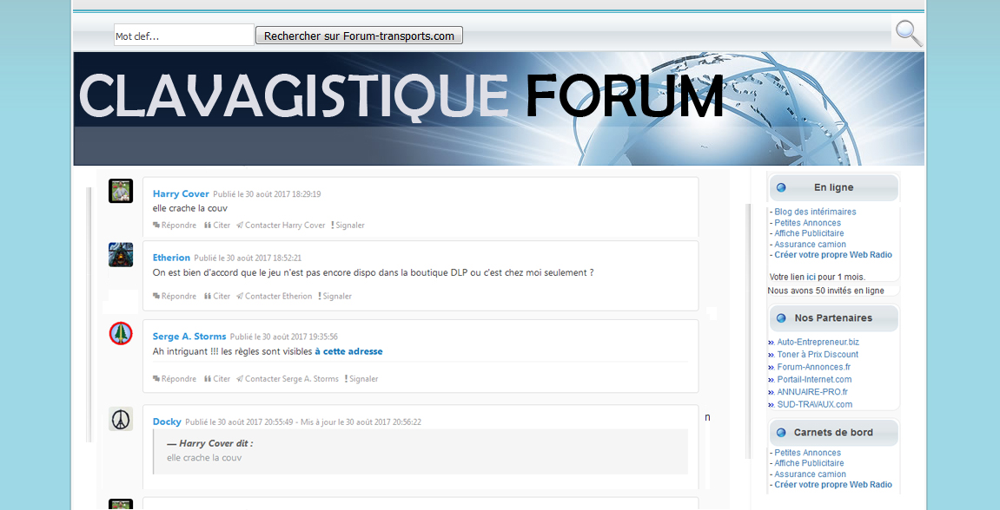 Mot clef...
Rechercher sur Forum-transports.com
CLAVAGISTIQUE FORUM
Harry Cover Publié le 30 août 2017 18:29:19
elle crache la couv
Répondre Citer Contacter Harry Cover Signaler
Etherion Publié le 30 août 2017 18:52:21
On est bien d'accord que le jeu n'est pas encore dispo dans la boutique DLP ou c'est chez moi seulement ?
Répondre Citer Contacter Etherion Signaler
Serge A. Storms Publié le 30 août 2017 19:35:56
Ah intriguant !!! les règles sont visibles à cette adresse
Répondre Citer Contacter Serge A. Storms Signaler
Docky Publié le 30 août 2017 20:55:49 - Mis à jour le 30 août 2017 20:56:22
— Harry Cover dit :
elle crache la couv
n
En ligne
- Blog des intérimaires
- Petites Annonces
- Affiche Publicitaire
- Assurance camion
- Créer votre propre Web Radio
Votre lien ici pour 1 mois.
Nous avons 50 invités en ligne
Nos Partenaires
». Auto-Entrepreneur.biz
». Toner à Prix Discount
». Forum-Annonces.fr
». Portail-Internet.com
». ANNUAIRE-PRO.fr
». SUD-TRAVAUX.com
Carnets de bord
- Petites Annonces
- Affiche Publicitaire
- Assurance camion
- Créer votre propre Web Radio